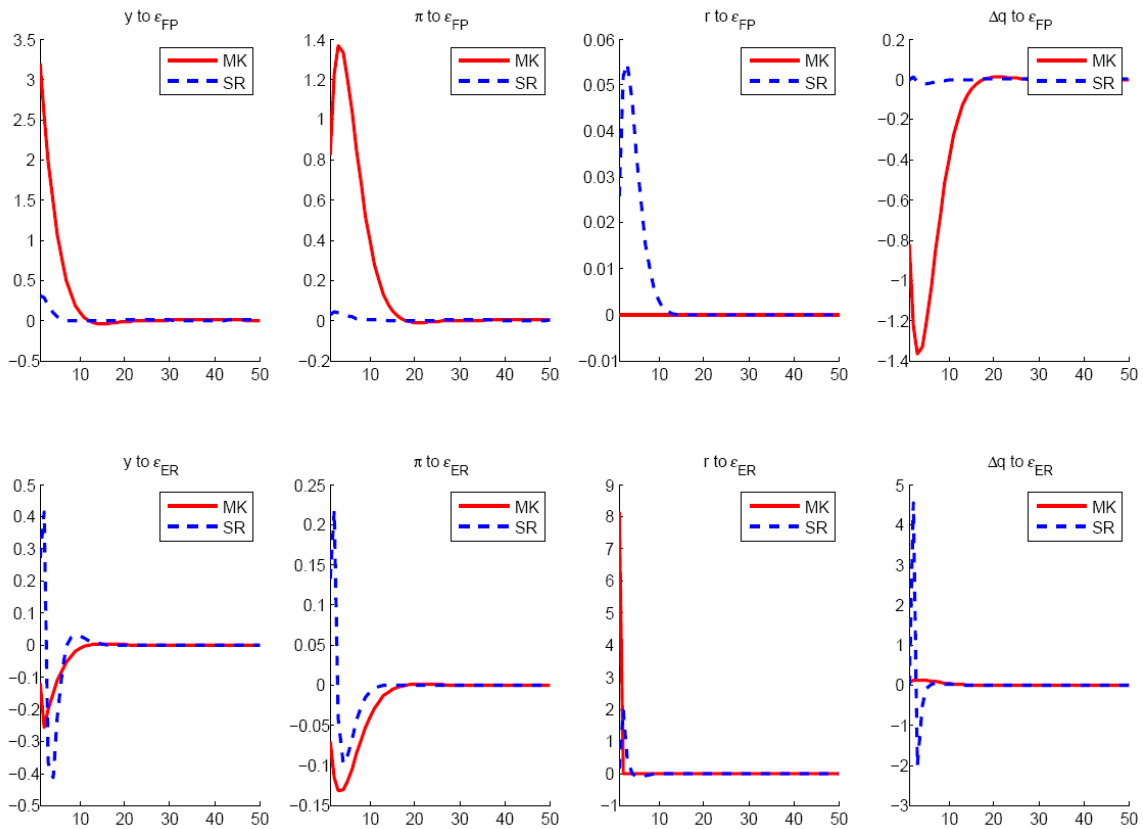 y to εFP
π to εFP
r to εFP
Δq to εFP
3.5
3
2.5
2
1.5
1
0.5
0
−0.5
10 20 30 40 50
MK
SR
1.4
1.2
1
0.8
0.6
0.4
0.2
0
−0.2
10 20 30 40 50
MK
SR
0.06
0.05
0.04
0.03
0.02
0.01
0
−0.01
10 20 30 40 50
MK
SR
0.2
0
−0.2
−0.4
−0.6
−0.8
−1
−1.2
−1.4
10 20 30 40 50
MK
SR
y to εER
π to εER
r to εER
Δq to εER
0.5
0.4
0.3
0.2
0.1
0
−0.1
−0.2
−0.3
−0.4
−0.5
10 20 30 40 50
MK
SR
0.25
0.2
0.15
0.1
0.05
0
−0.05
−0.1
−0.15
10 20 30 40 50
MK
SR
9
8
7
6
5
4
3
2
1
0
−1
10 20 30 40 50
MK
SR
5
4
3
2
1
0
−1
−2
−3
10 20 30 40 50
MK
SR